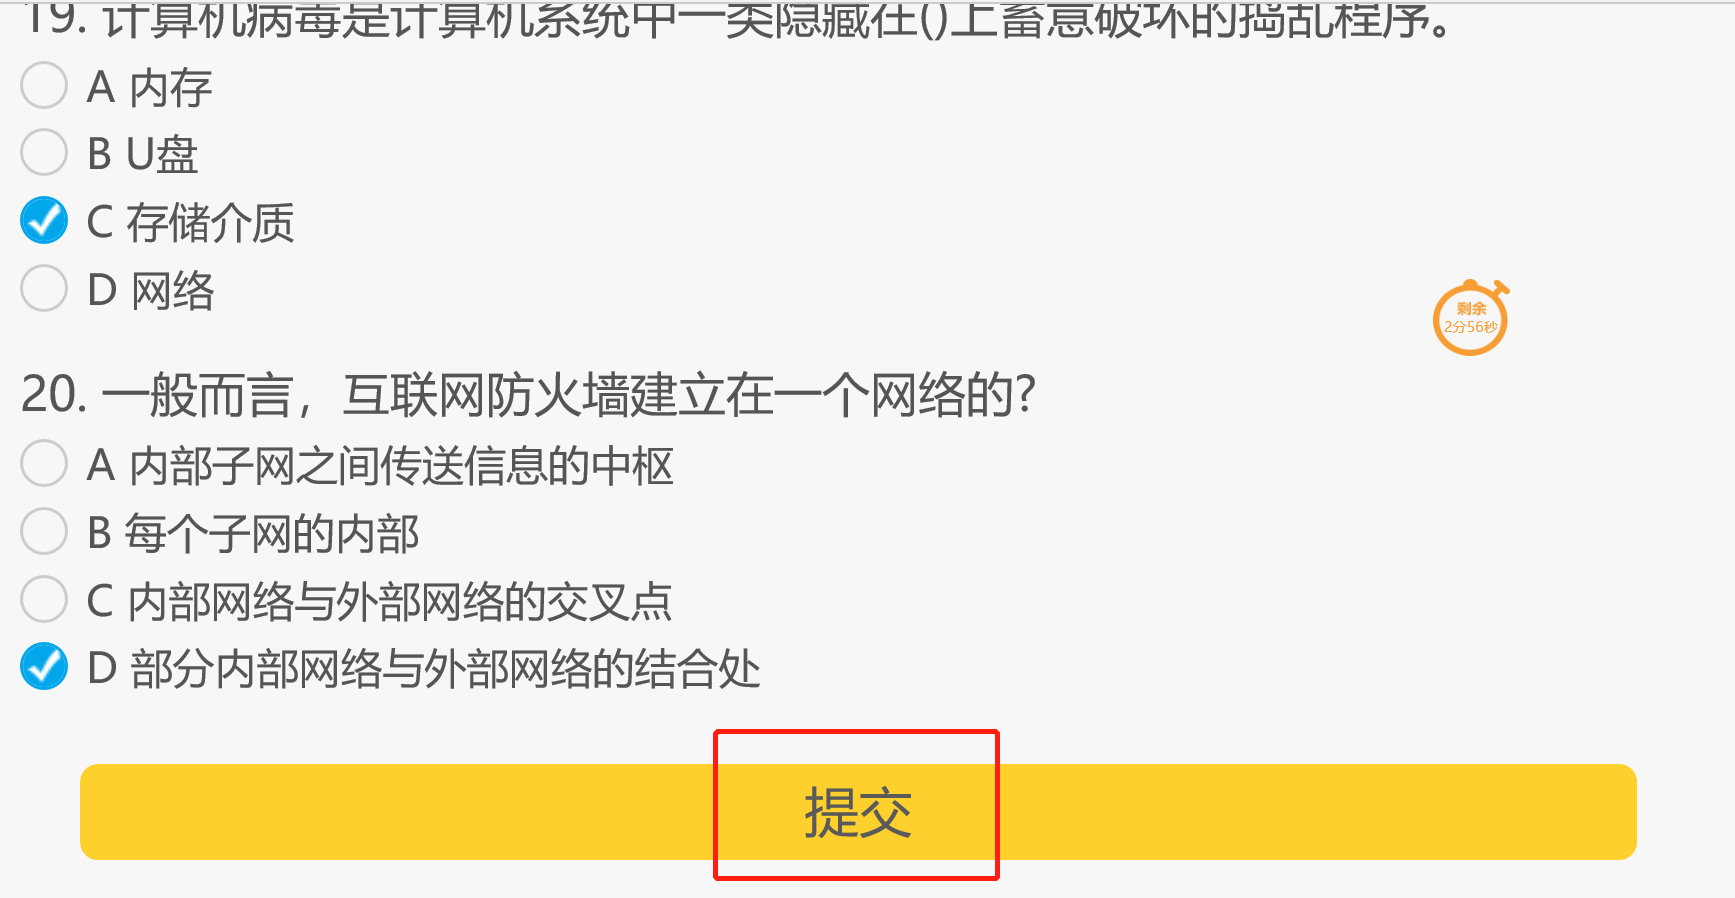 19. 计算机病毒是计算机系统中一类隐藏在()上蓄意破坏的捣乱程序。
A 内存
B U盘
C 存储介质
D 网络
剩余
2分56秒
20. 一般而言，互联网防火墙建立在一个网络的?
A 内部子网之间传送信息的中枢
B 每个子网的内部
C 内部网络与外部网络的交叉点
D 部分内部网络与外部网络的结合处
提交